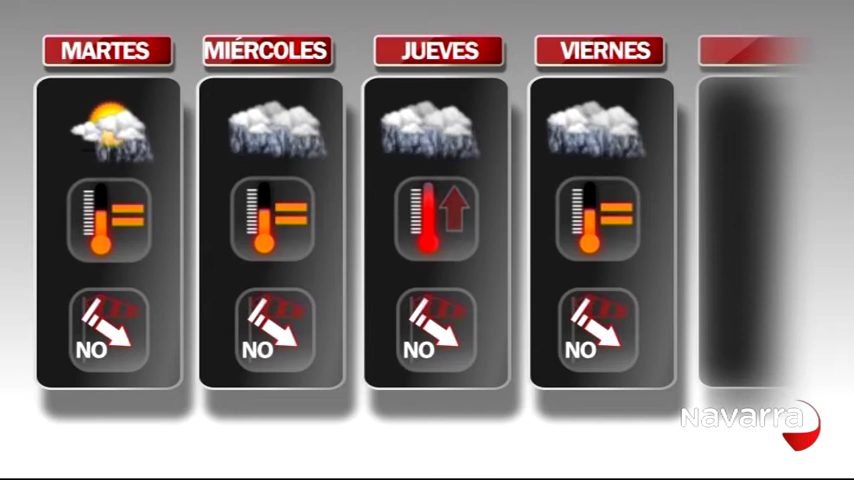 MARTES
MIÉRCOLES
JUEVES
VIERNES
NO
NO
NO
NO
Navarra